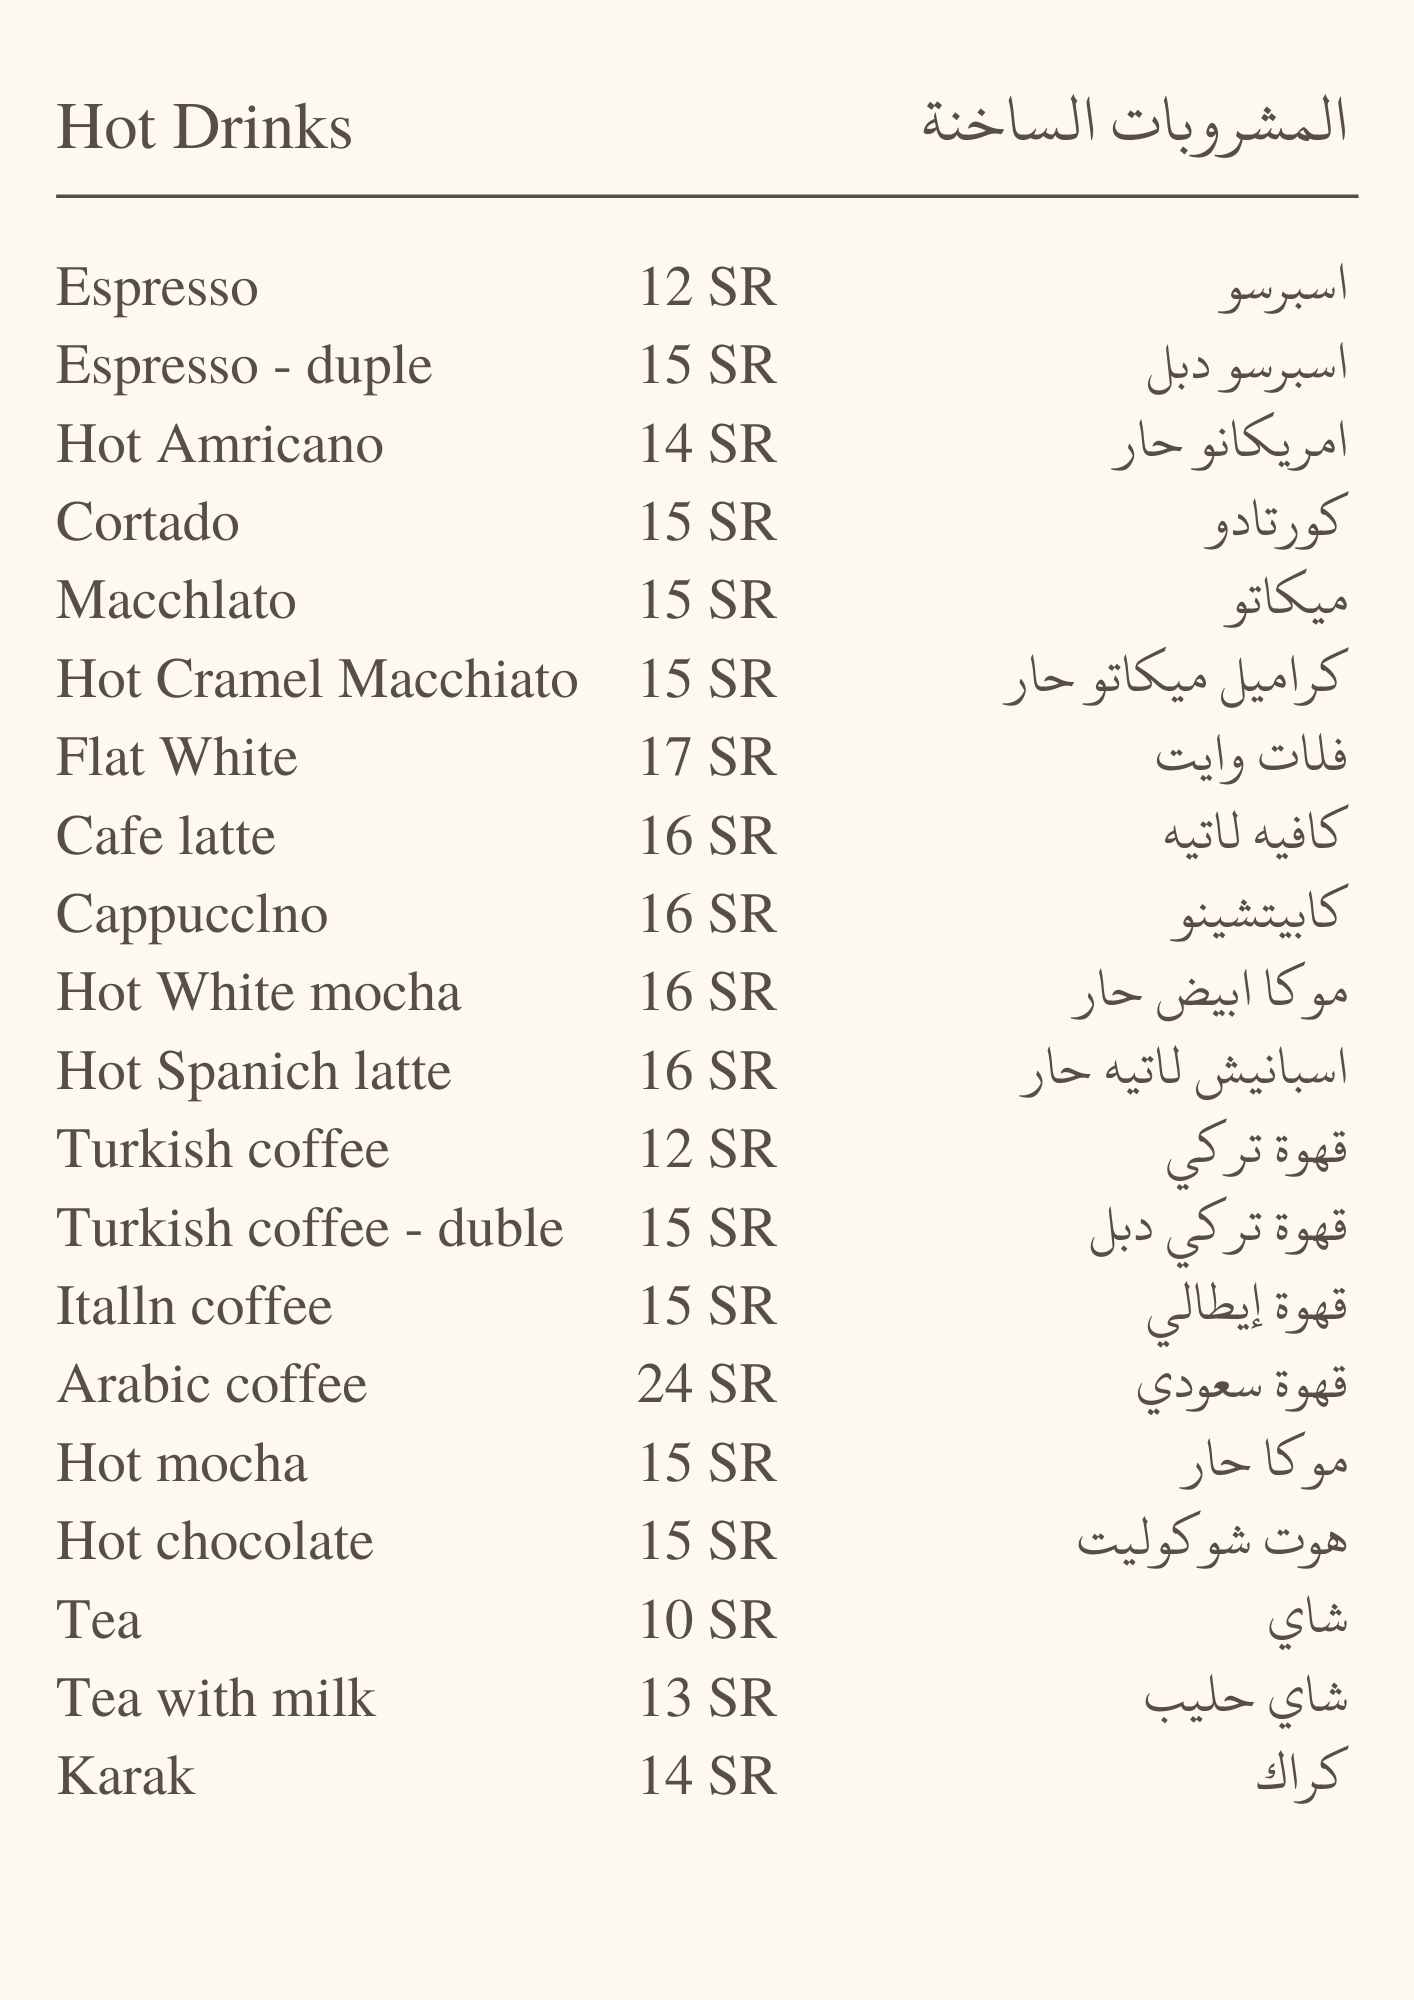 Hot Drinks المشروبات الساخنة
Espresso 12 SR اسبرسو
Espresso - duple 15 SR اسبرسو دبل
Hot Amricano 14 SR امريكانو حار
Cortado 15 SR كورتادو
Macchlato 15 SR ميكاتو
Hot Cramel Macchiato 15 SR كراميل ميكاتو حار
Flat White 17 SR فلات وايت
Cafe latte 16 SR كافيه لاتيه
Cappucclno 16 SR كابيتشينو
Hot White mocha 16 SR موكا ابيض حار
Hot Spanich latte 16 SR اسبانيش لاتيه حار
Turkish coffee 12 SR قهوة تركي
Turkish coffee - duble 15 SR قهوة تركي دبل
Italln coffee 15 SR قهوة إيطالي
Arabic coffee 24 SR قهوة سعودي
Hot mocha 15 SR موكا حار
Hot chocolate 15 SR هوت شوكوليت
Tea 10 SR شاي
Tea with milk 13 SR شاي حليب
Karak 14 SR كراك